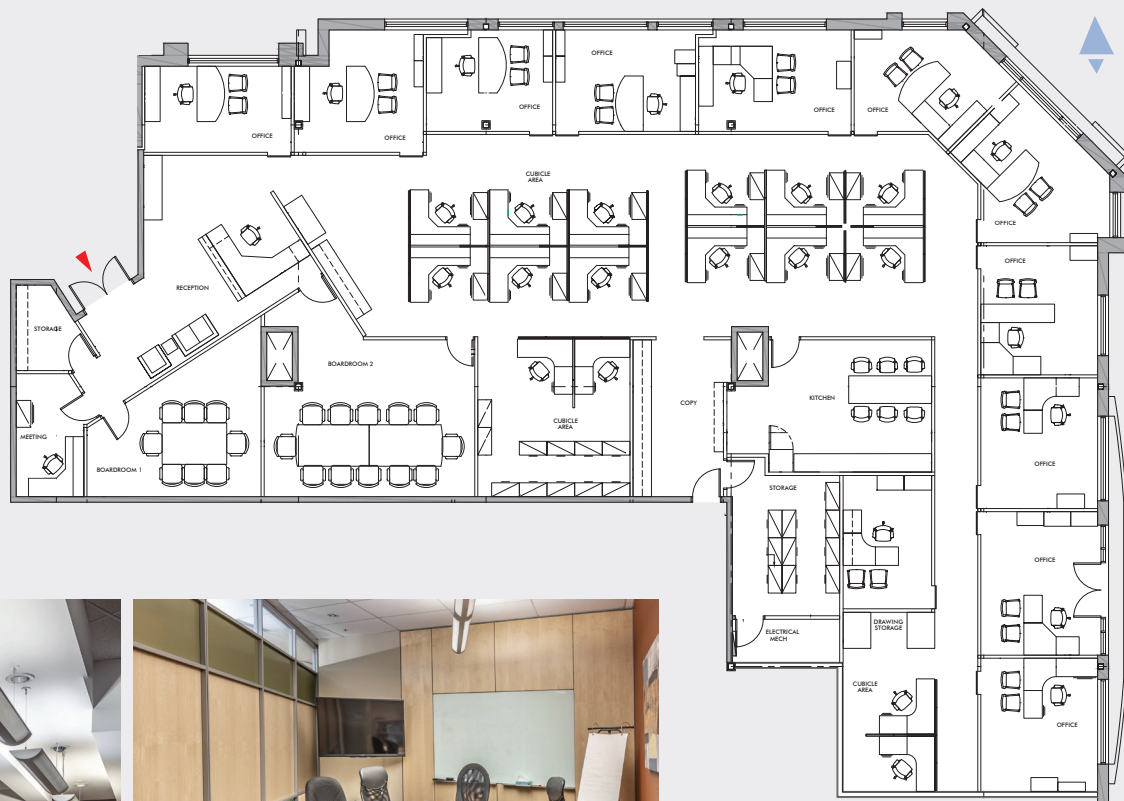 OFFICE
OFFICE
OFFICE
OFFICE
OFFICE
OFFICE
OFFICE
CUBICLE
AREA
OFFICE
RECEPTION
STORAGE
BOARDROOM 2
KITCHEN
COPY
CUBICLE
AREA
MEETING
BOARDROOM 1
OFFICE
STORAGE
OFFICE
DRAWING
STORAGE
ELECTRICAL
MECH
CUBICLE
AREA
OFFICE